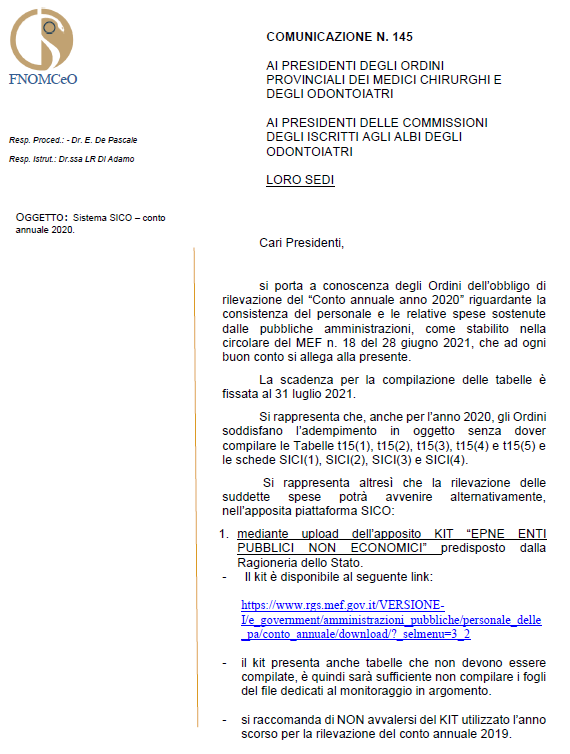 FNOMCeO
Resp. Proced.: - Dr. E. De Pascale
Resp. Istrut.: Dr.ssa LR Di Adamo
OGGETTO: Sistema SICO – conto
annuale 2020.
COMUNICAZIONE N. 145
AI PRESIDENTI DEGLI ORDINI
PROVINCIALI DEI MEDICI CHIRURGHI E
DEGLI ODONTOIATRI
AI PRESIDENTI DELLE COMMISSIONI
DEGLI ISCRITTI AGLI ALBI DEGLI
ODONTOIATRI
LORO SEDI
Cari Presidenti,
si porta a conoscenza degli Ordini dell'obbligo di
rilevazione del “Conto annuale anno 2020” riguardante la
consistenza del personale e le relative spese sostenute
dalle pubbliche amministrazioni, come stabilito nella
circolare del MEF n. 18 del 28 giugno 2021, che ad ogni
buon conto si allega alla presente.
La scadenza per la compilazione delle tabelle è
fissata al 31 luglio 2021.
Si rappresenta che, anche per l'anno 2020, gli Ordini
soddisfano l'adempimento in oggetto senza dover
compilare le Tabelle t15(1), t15(2), t15(3), t15(4) e t15(5) e
le schede SICI(1), SICI(2), SICI(3) e SICI(4).
Si rappresenta altresì che la rilevazione delle
suddette spese potrà avvenire alternativamente,
nell'apposita piattaforma SICO:
1. mediante upload dell'apposito KIT “EPNE ENTI
PUBBLICI NON ECONOMICI” predisposto dalla
Ragioneria dello Stato.
- Il kit è disponibile al seguente link:
https://www.rgs.mef.gov.it/VERSIONE-
I/e_government/amministrazioni_pubbliche/personale_delle
_pa/conto_annuale/download/?_selmenu=3_2
- il kit presenta anche tabelle che non devono essere
compilate, è quindi sarà sufficiente non compilare i fogli
del file dedicati al monitoraggio in argomento.
- si raccomanda di NON avvalersi del KIT utilizzato l'anno
scorso per la rilevazione del conto annuale 2019.